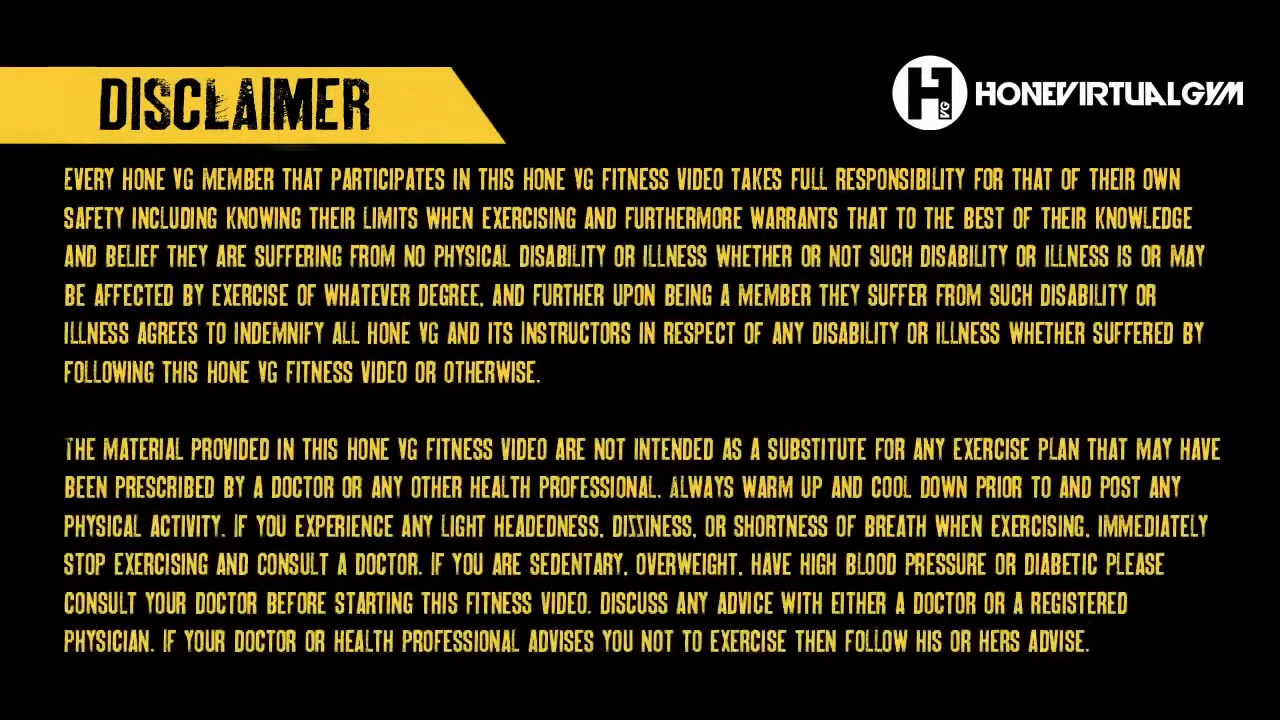 DISCLAIMER
H VG HONEVIRTUALGYM
EVERY HONE VG MEMBER THAT PARTICIPATES IN THIS HONE VG FITNESS VIDEO TAKES FULL RESPONSIBILITY FOR THAT OF THEIR OWN
SAFETY INCLUDING KNOWING THEIR LIMITS WHEN EXERCISING AND FURTHERMORE WARRANTS THAT TO THE BEST OF THEIR KNOWLEDGE
AND BELIEF THEY ARE SUFFERING FROM NO PHYSICAL DISABILITY OR ILLNESS WHETHER OR NOT SUCH DISABILITY OR ILLNESS IS OR MAY
BE AFFECTED BY EXERCISE OF WHATEVER DEGREE, AND FURTHER UPON BEING A MEMBER THEY SUFFER FROM SUCH DISABILITY OR
ILLNESS AGREES TO INDEMNIFY ALL HONE VG AND ITS INSTRUCTORS IN RESPECT OF ANY DISABILITY OR ILLNESS WHETHER SUFFERED BY
FOLLOWING THIS HONE VG FITNESS VIDEO OR OTHERWISE.
THE MATERIAL PROVIDED IN THIS HONE VG FITNESS VIDEO ARE NOT INTENDED AS A SUBSTITUTE FOR ANY EXERCISE PLAN THAT MAY HAVE
BEEN PRESCRIBED BY A DOCTOR OR ANY OTHER HEALTH PROFESSIONAL. ALWAYS WARM UP AND COOL DOWN PRIOR TO AND POST ANY
PHYSICAL ACTIVITY. IF YOU EXPERIENCE ANY LIGHT HEADEDNESS, DIZZINESS, OR SHORTNESS OF BREATH WHEN EXERCISING, IMMEDIATELY
STOP EXERCISING AND CONSULT A DOCTOR. IF YOU ARE SEDENTARY, OVERWEIGHT, HAVE HIGH BLOOD PRESSURE OR DIABETIC PLEASE
CONSULT YOUR DOCTOR BEFORE STARTING THIS FITNESS VIDEO. DISCUSS ANY ADVICE WITH EITHER A DOCTOR OR A REGISTERED
PHYSICIAN. IF YOUR DOCTOR OR HEALTH PROFESSIONAL ADVISES YOU NOT TO EXERCISE THEN FOLLOW HIS OR HERS ADVISE.